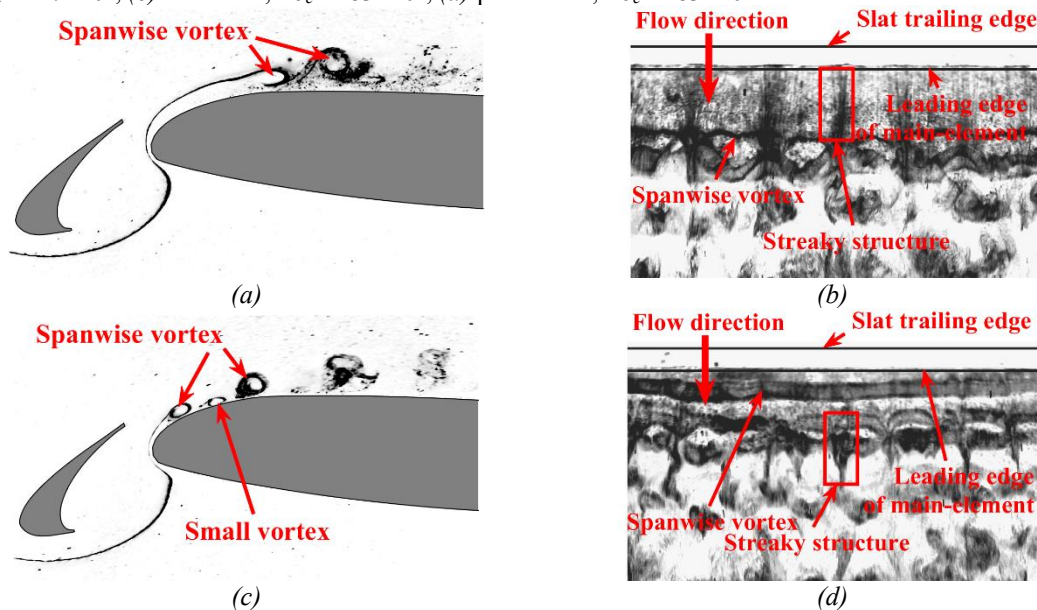 Spanwise vortex
(a)
Flow direction
Slat trailing edge
Leading edge
of main-element
Spanwise vortex
Streaky structure
(b)
Spanwise vortex
Small vortex
(c)
Flow direction
Slat trailing edge
Leading edge
of main-element
Spanwise vortex
Streaky structure
(d)